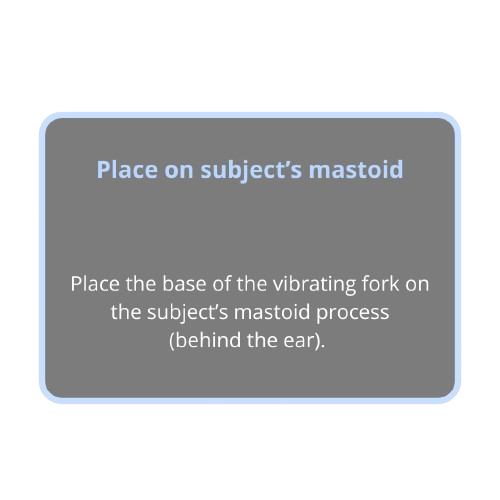 Place on subject’s mastoid
Place the base of the vibrating fork on
the subject’s mastoid process
(behind the ear).